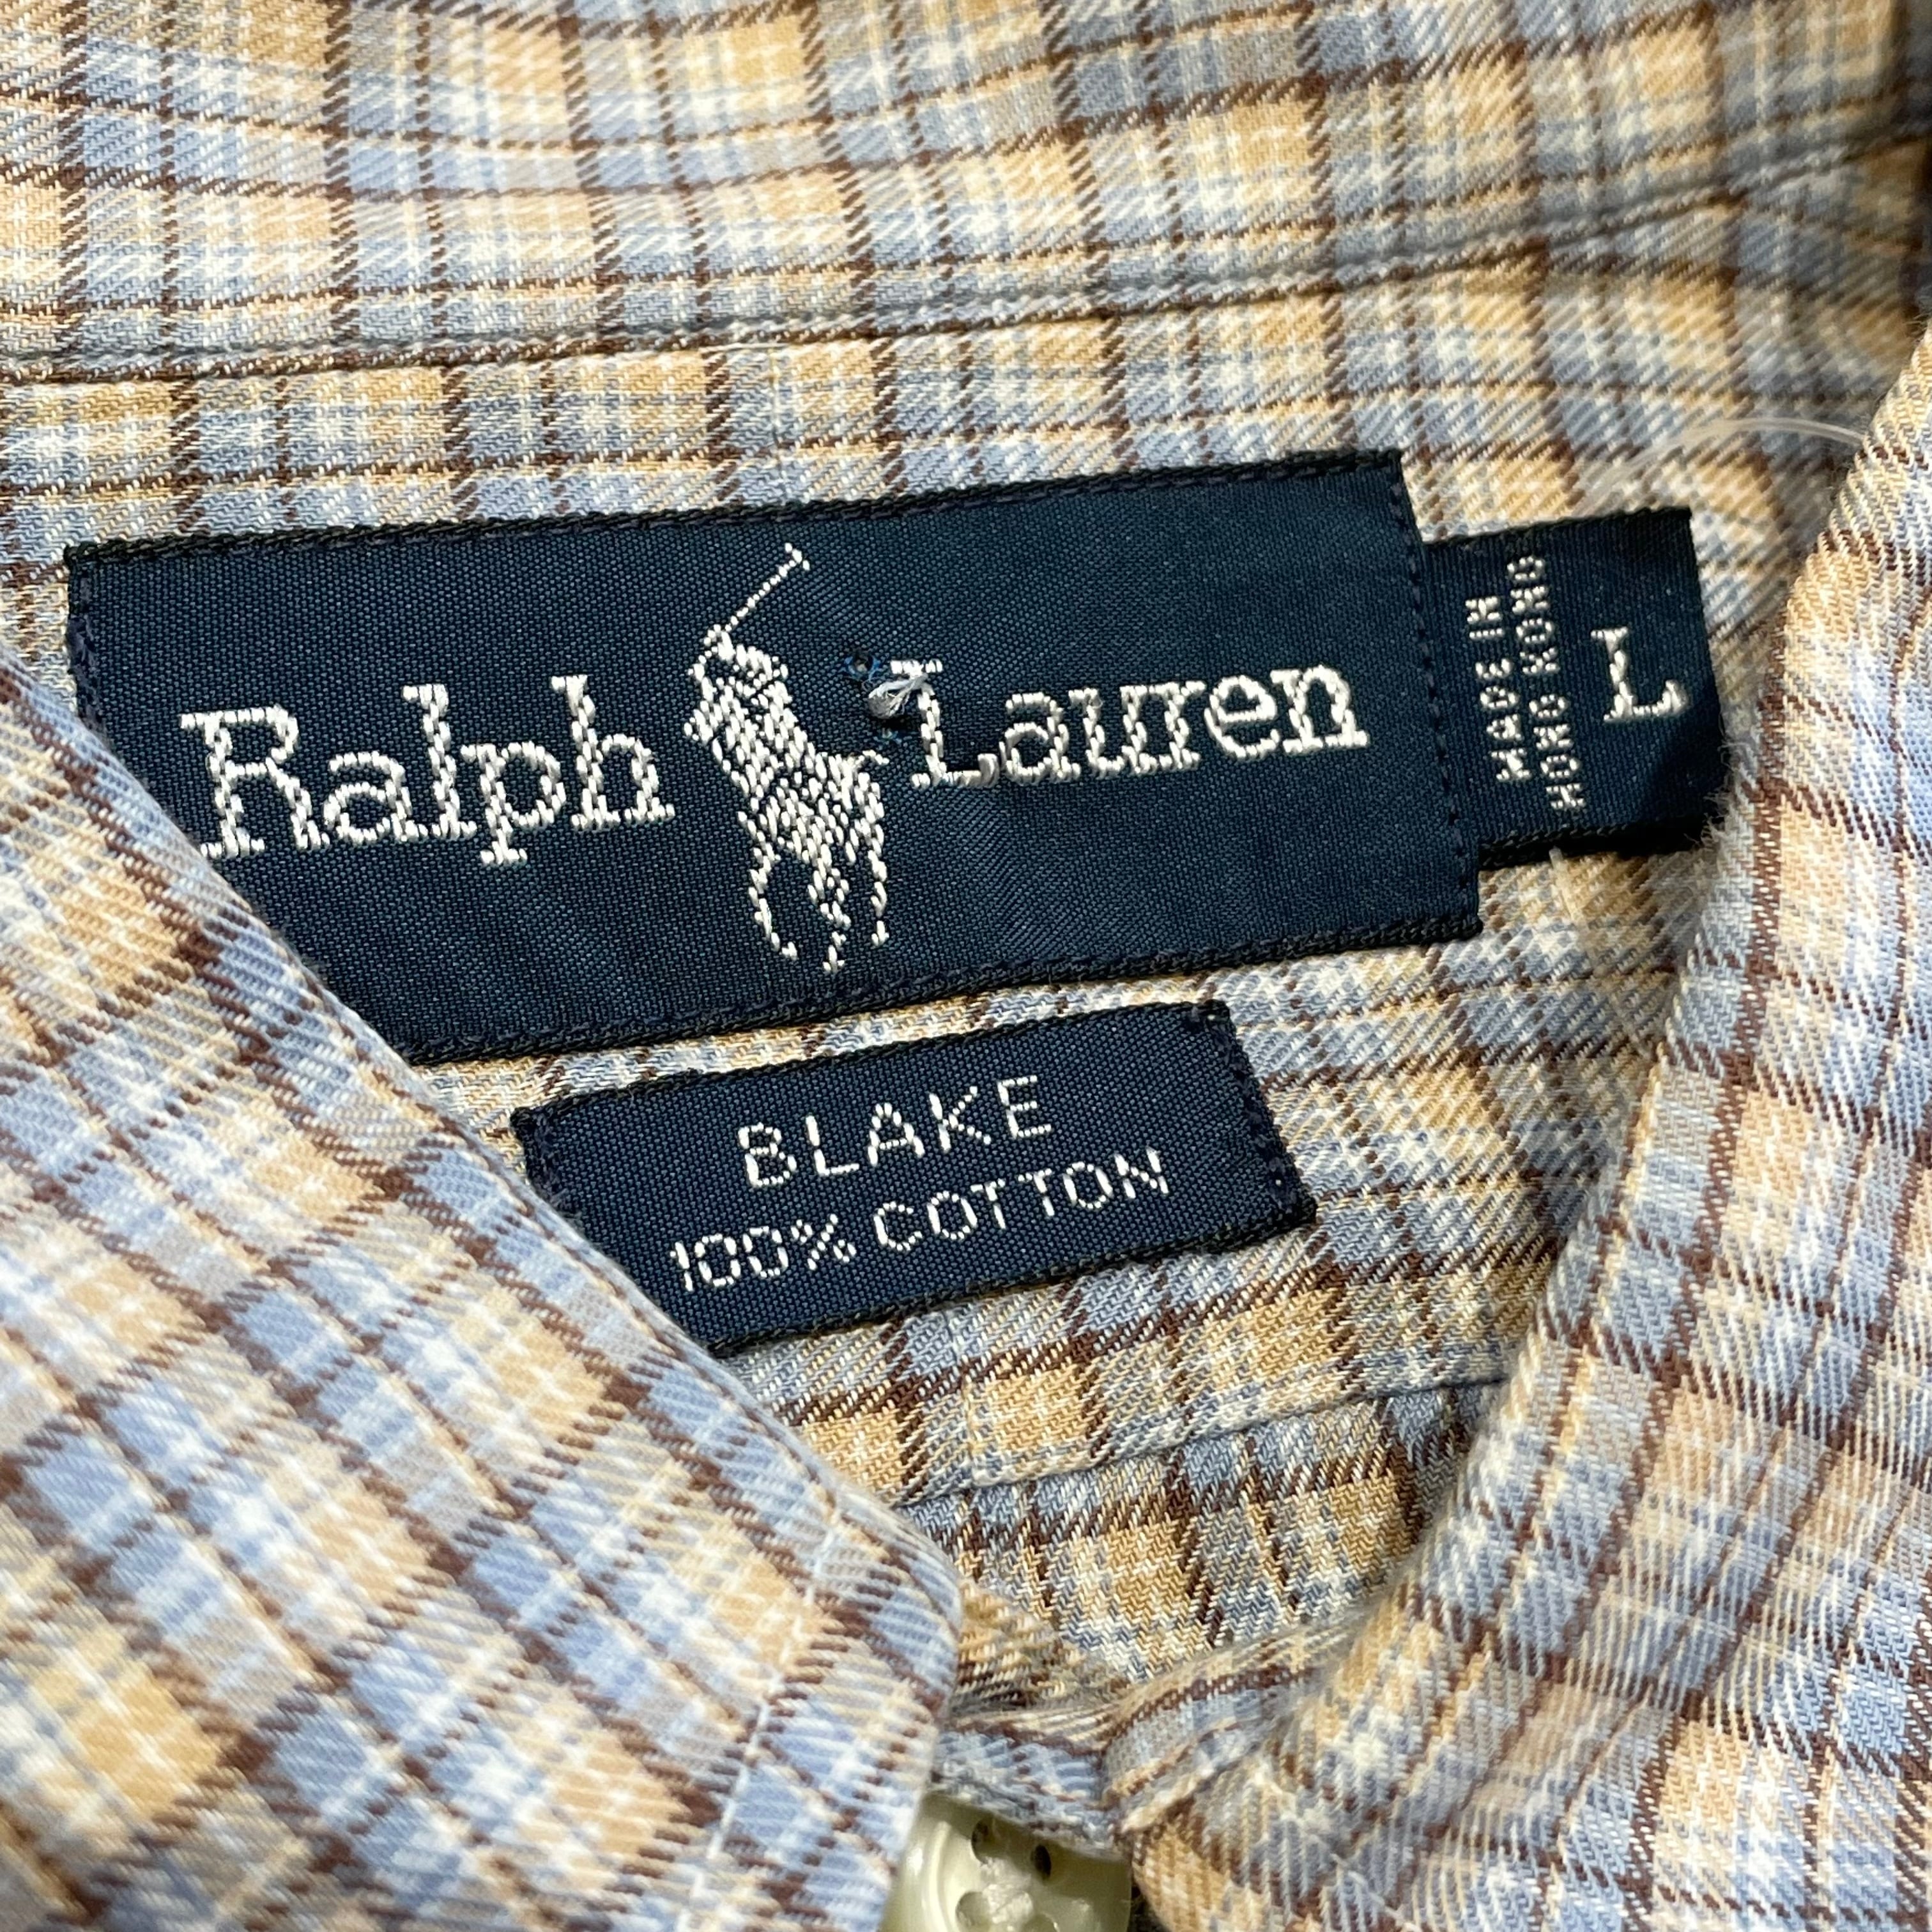 Ralph Lauren
MADE IN
HONG KONG
L
BLAKE
100% COTTON